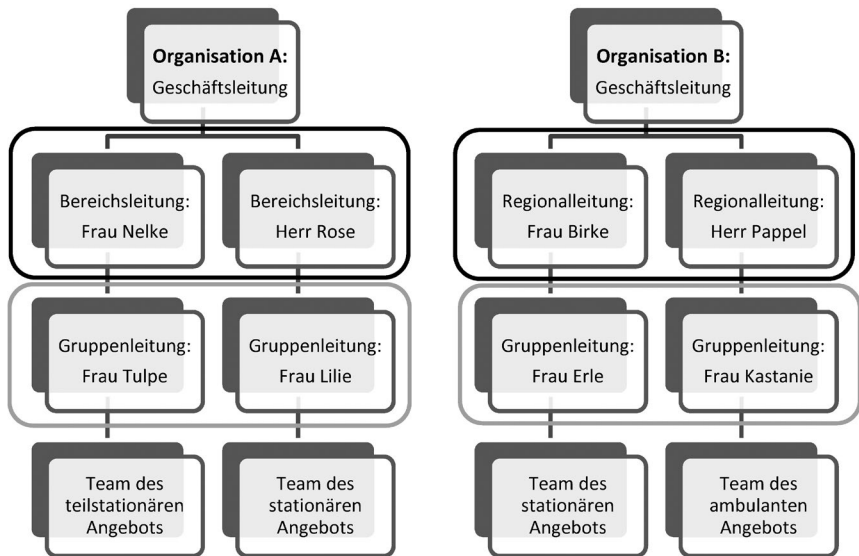 Organisation A:
Geschäftsleitung
Bereichsleitung:
Frau Nelke
Bereichsleitung:
Herr Rose
Gruppenleitung:
Frau Tulpe
Gruppenleitung:
Frau Lilie
Team des
teilstationären
Angebots
Team des
stationären
Angebots
Organisation B:
Geschäftsleitung
Regionalleitung:
Frau Birke
Regionalleitung:
Herr Pappel
Gruppenleitung:
Frau Erle
Gruppenleitung:
Frau Kastanie
Team des
stationären
Angebots
Team des
ambulanten
Angebots